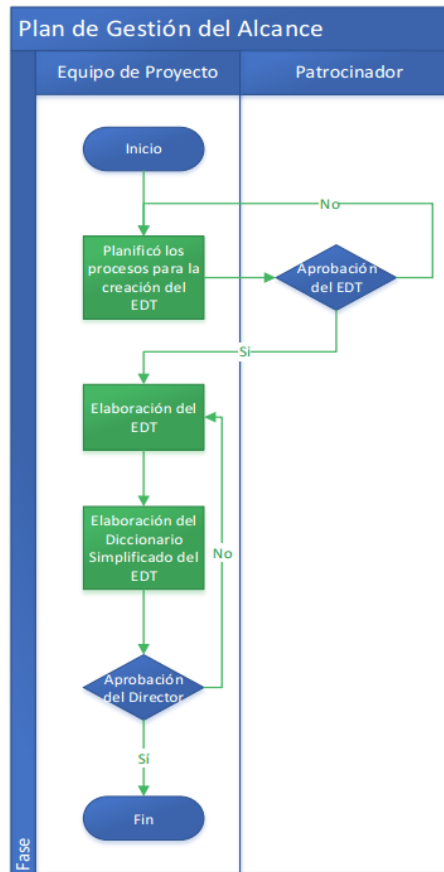 Plan de Gestión del Alcance
Equipo de Proyecto
Patrocinador
Inicio
No
Planificó los
procesos para la
creación del
EDT
Aprobación
del EDT
Si
Elaboración del
EDT
Elaboración del
Diccionario
Simplificado del
EDT
No
Aprobación
del Director
Sí
Fin
Fase